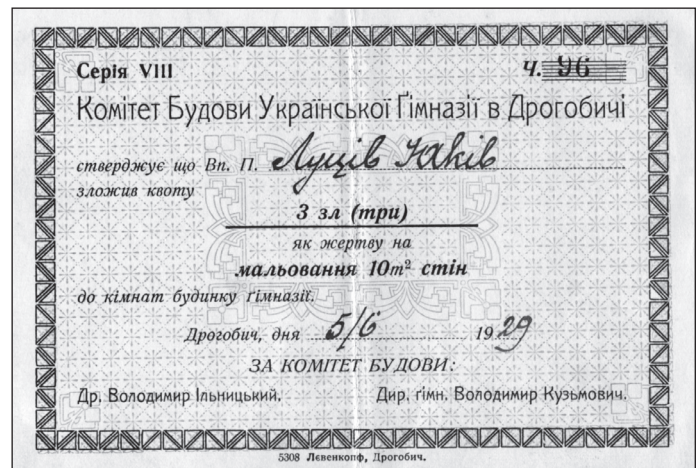 Серія VIII Ч. 96
Комітет Будови Української Ґімназії в Дрогобичі
стверджує що Вп. П. Луців Яків
зложив квоту
3 зл (три)
як жертву на
мальовання 10m² стін
до кімнат будинку ґімназії.
Дрогобич, дня 5/6 1929
ЗА КОМІТЕТ БУДОВИ:
Др. Володимир Ільницький. Дир. ґімн. Володимир Кузьмович.
5308 Лєвенкопф, Дрогобич.